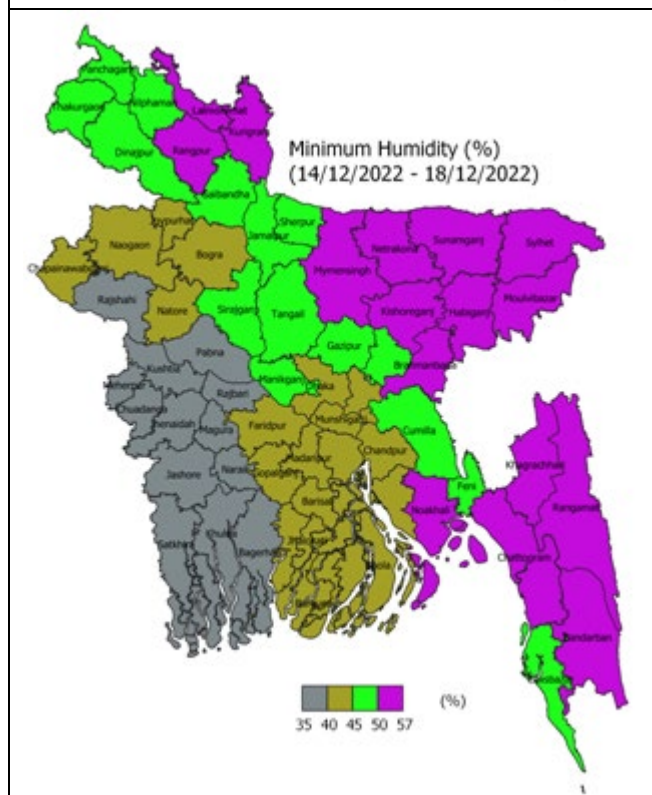 Panchagarh
Nilphamari
Lalmonirhat
Thakurgaon
Kurigram
Dinajpur
Rangpur
Minimum Humidity (%)
(14/12/2022 - 18/12/2022)
Gaibandha
Sherpur
Joypurhat
Jamalpur
Naogaon
Bogra
Netrakona
Sunamganj
Sylhet
Mymensingh
Chapainawabganj
Rajshahi
Natore
Sirajganj
Tangail
Kishoreganj
Habiganj
Moulvibazar
Gazipur
Pabna
Brahmanbaria
Kushtia
Manikganj
Dhaka
Meherpur
Rajbari
Chuadanga
Jhenaidah
Magura
Faridpur
Munshiganj
Cumilla
Chandpur
Madaripur
Khagrachhari
Jashore
Narail
Gopalganj
Feni
Barisal
Noakhali
Rangamati
Satkhira
Khulna
Bagerhat
Jhalokati
Bhola
Chattogram
Bandarban
35 40 45 50 57
(%)